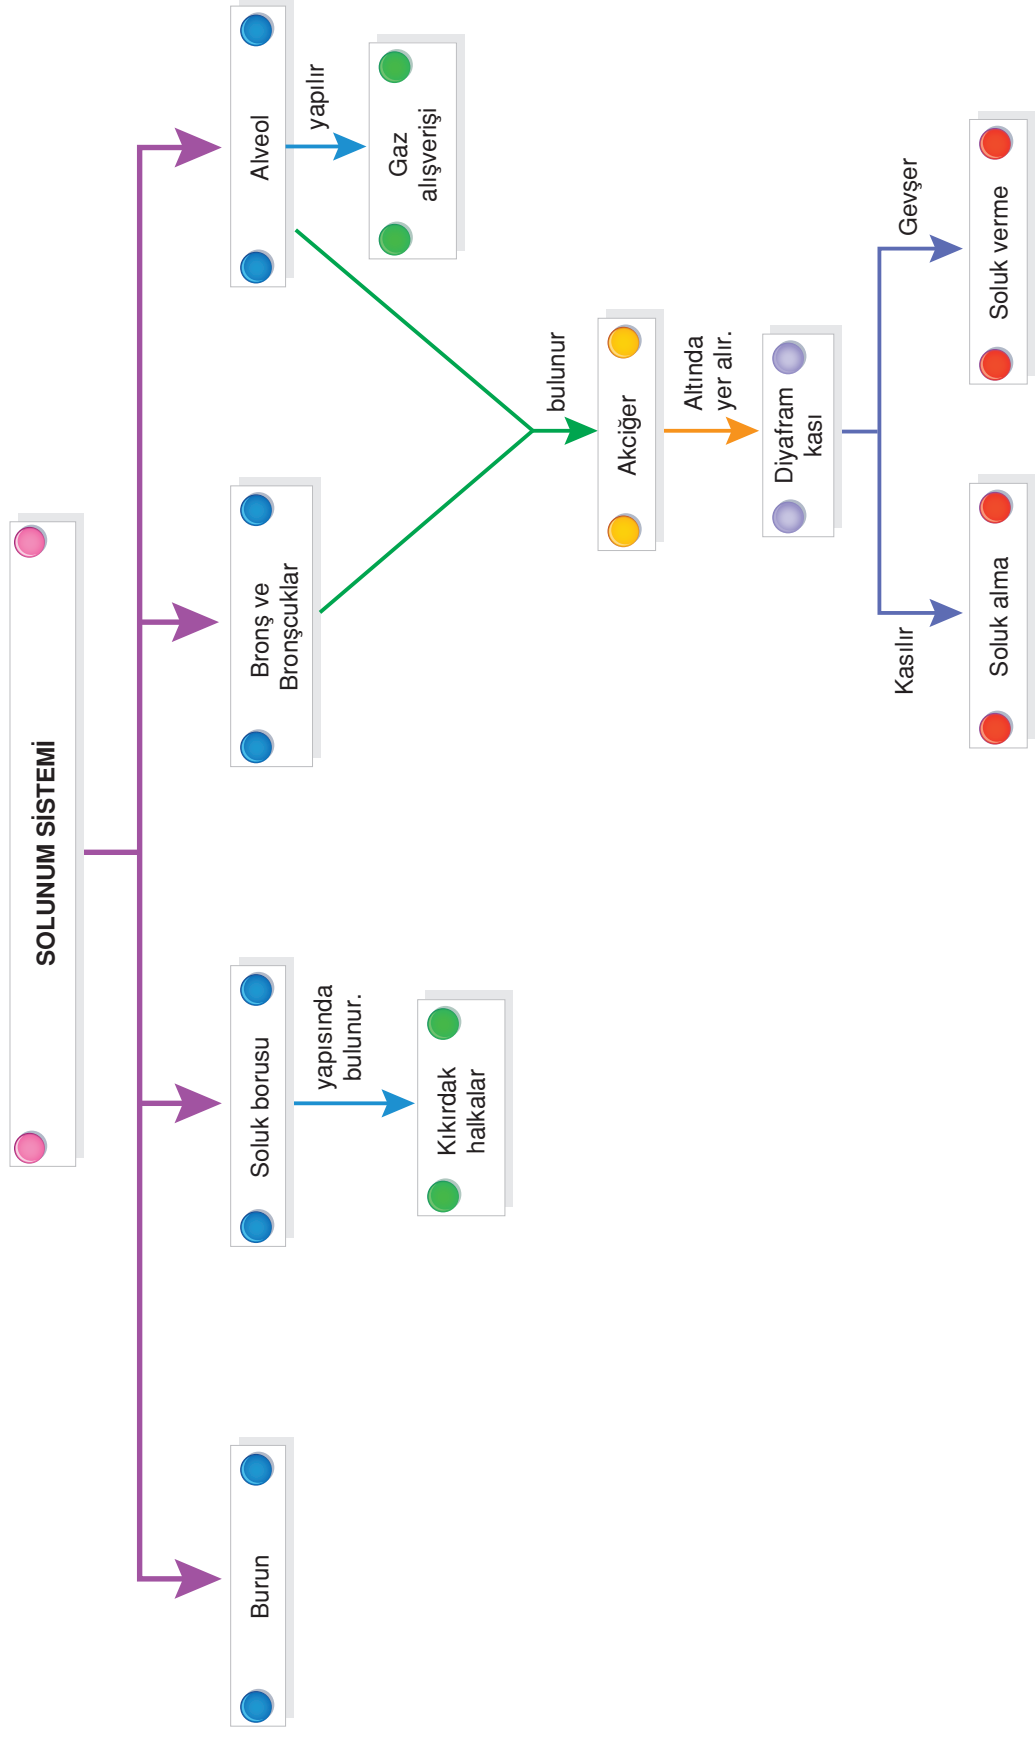 SOLUNUM SİSTEMİ
Burun
Soluk borusu
Bronş ve
Bronşcuklar
Alveol
yapısında
bulunur.
yapılır
Kıkırdak
halkalar
Gaz
alışverişi
bulunur
Akciğer
Altında
yer alır.
Diyafram
kası
Kasılır
Gevşer
Soluk alma
Soluk verme